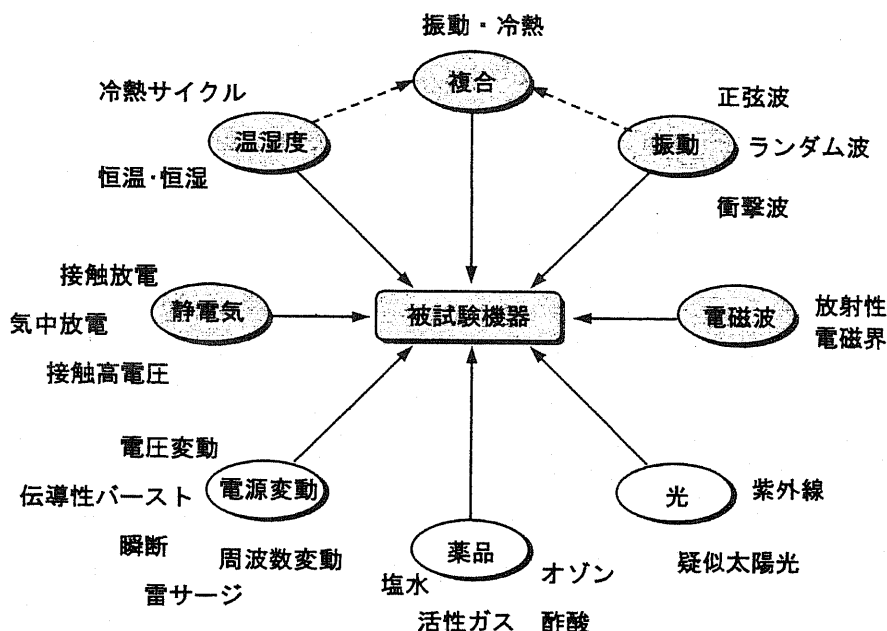 振動・冷熱
複合
冷熱サイクル
温湿度
恒温・恒湿
正弦波
振動
ランダム波
衝撃波
接触放電
静電気
気中放電
接触高電圧
被試験機器
電磁波
放射性
電磁界
電圧変動
伝導性バースト
電源変動
瞬断
周波数変動
雷サージ
薬品
塩水
オゾン
活性ガス
酢酸
光
紫外線
疑似太陽光